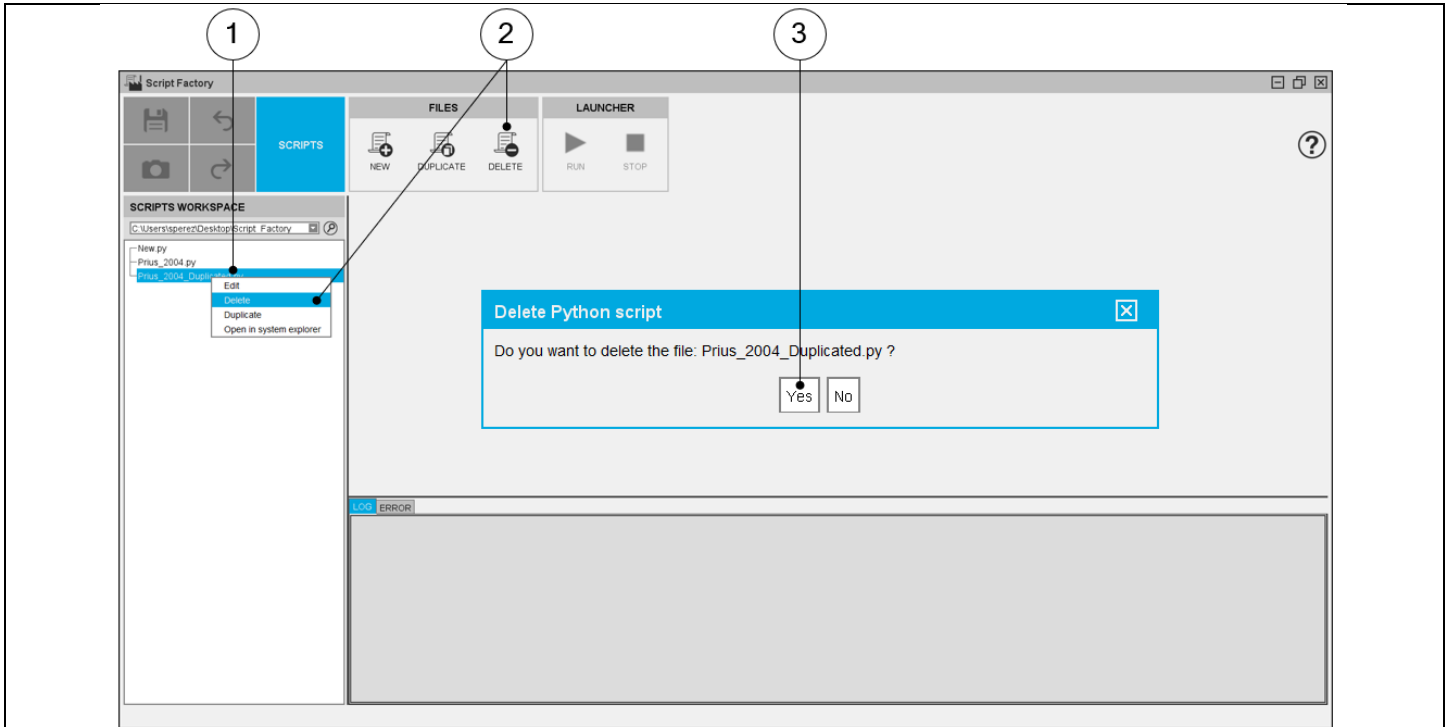 1 2 3
Script Factory
FILES LAUNCHER
SCRIPTS
NEW DUPLICATE DELETE RUN STOP
?
SCRIPTS WORKSPACE
C:\Users\sperez\Desktop\Script_Factory
New.py
Prius_2004.py
Prius_2004_Duplicated.py
Edit
Delete
Duplicate
Open in system explorer
Delete Python script
Do you want to delete the file: Prius_2004_Duplicated.py ?
Yes No
LOG ERROR